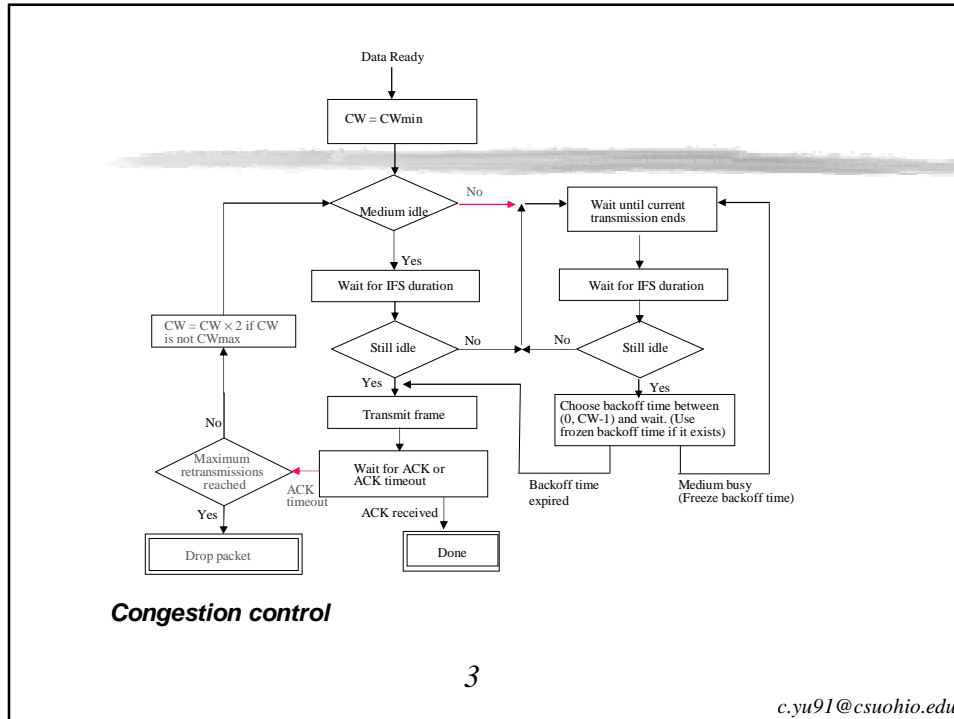 Data Ready
CW = CWmin
Medium idle
No
Wait until current
transmission ends
Yes
Wait for IFS duration
Wait for IFS duration
CW = CW × 2 if CW
is not CWmax
Still idle
No
No
Still idle
Yes
Yes
Transmit frame
Choose backoff time between
(0, CW-1) and wait. (Use
frozen backoff time if it exists)
No
Maximum
retransmissions
reached
ACK
timeout
Wait for ACK or
ACK timeout
Backoff time
expired
Medium busy
(Freeze backoff time)
Yes
ACK received
Drop packet
Done
Congestion control
3
c.yu91@csuohio.edu